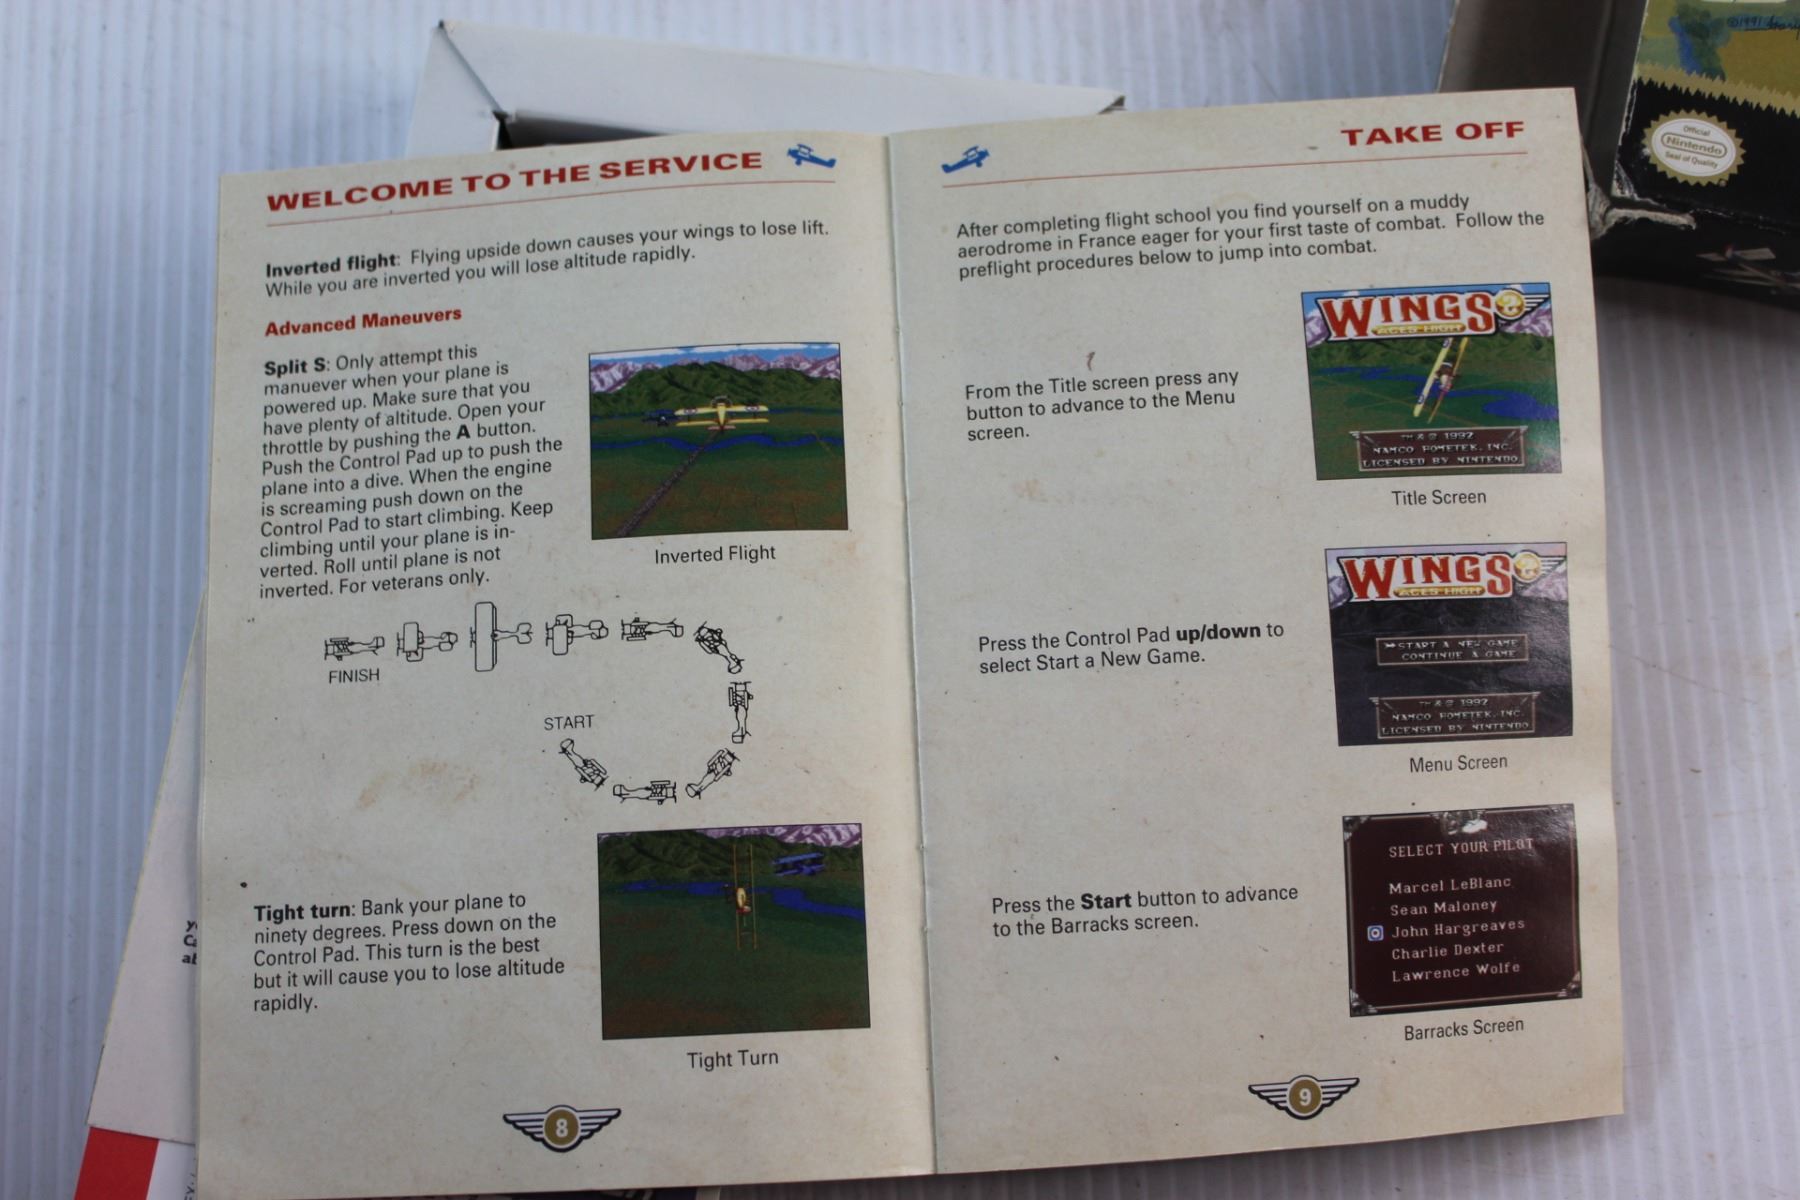 WELCOME TO THE SERVICE
Inverted flight: Flying upside down causes your wings to lose lift.
While you are inverted you will lose altitude rapidly.
Advanced Maneuvers
Split S: Only attempt this
manuever when your plane is
powered up. Make sure that you
have plenty of altitude. Open your
throttle by pushing the A button.
Push the Control Pad up to push the
plane into a dive. When the engine
is screaming push down on the
Control Pad to start climbing. Keep
climbing until your plane is in-
verted. Roll until plane is not
inverted. For veterans only.
Inverted Flight
FINISH
START
Tight turn: Bank your plane to
ninety degrees. Press down on the
Control Pad. This turn is the best
but it will cause you to lose altitude
rapidly.
Tight Turn
8
TAKE OFF
After completing flight school you find yourself on a muddy
aerodrome in France eager for your first taste of combat. Follow the
preflight procedures below to jump into combat.
From the Title screen press any
button to advance to the Menu
screen.
WINGS 2
ACES HIGH
TM & © 1992
NAMCO HOMETEK, INC.
LICENSED BY NINTENDO
Title Screen
Press the Control Pad up/down to
select Start a New Game.
WINGS 2
ACES HIGH
START A NEW GAME
CONTINUE A GAME
TM & © 1992
NAMCO HOMETEK, INC.
LICENSED BY NINTENDO
Menu Screen
Press the Start button to advance
to the Barracks screen.
SELECT YOUR PILOT
Marcel LeBlanc
Sean Maloney
John Hargreaves
Charlie Dexter
Lawrence Wolfe
Barracks Screen
9
©1991
Official
Nintendo
Seal of Quality